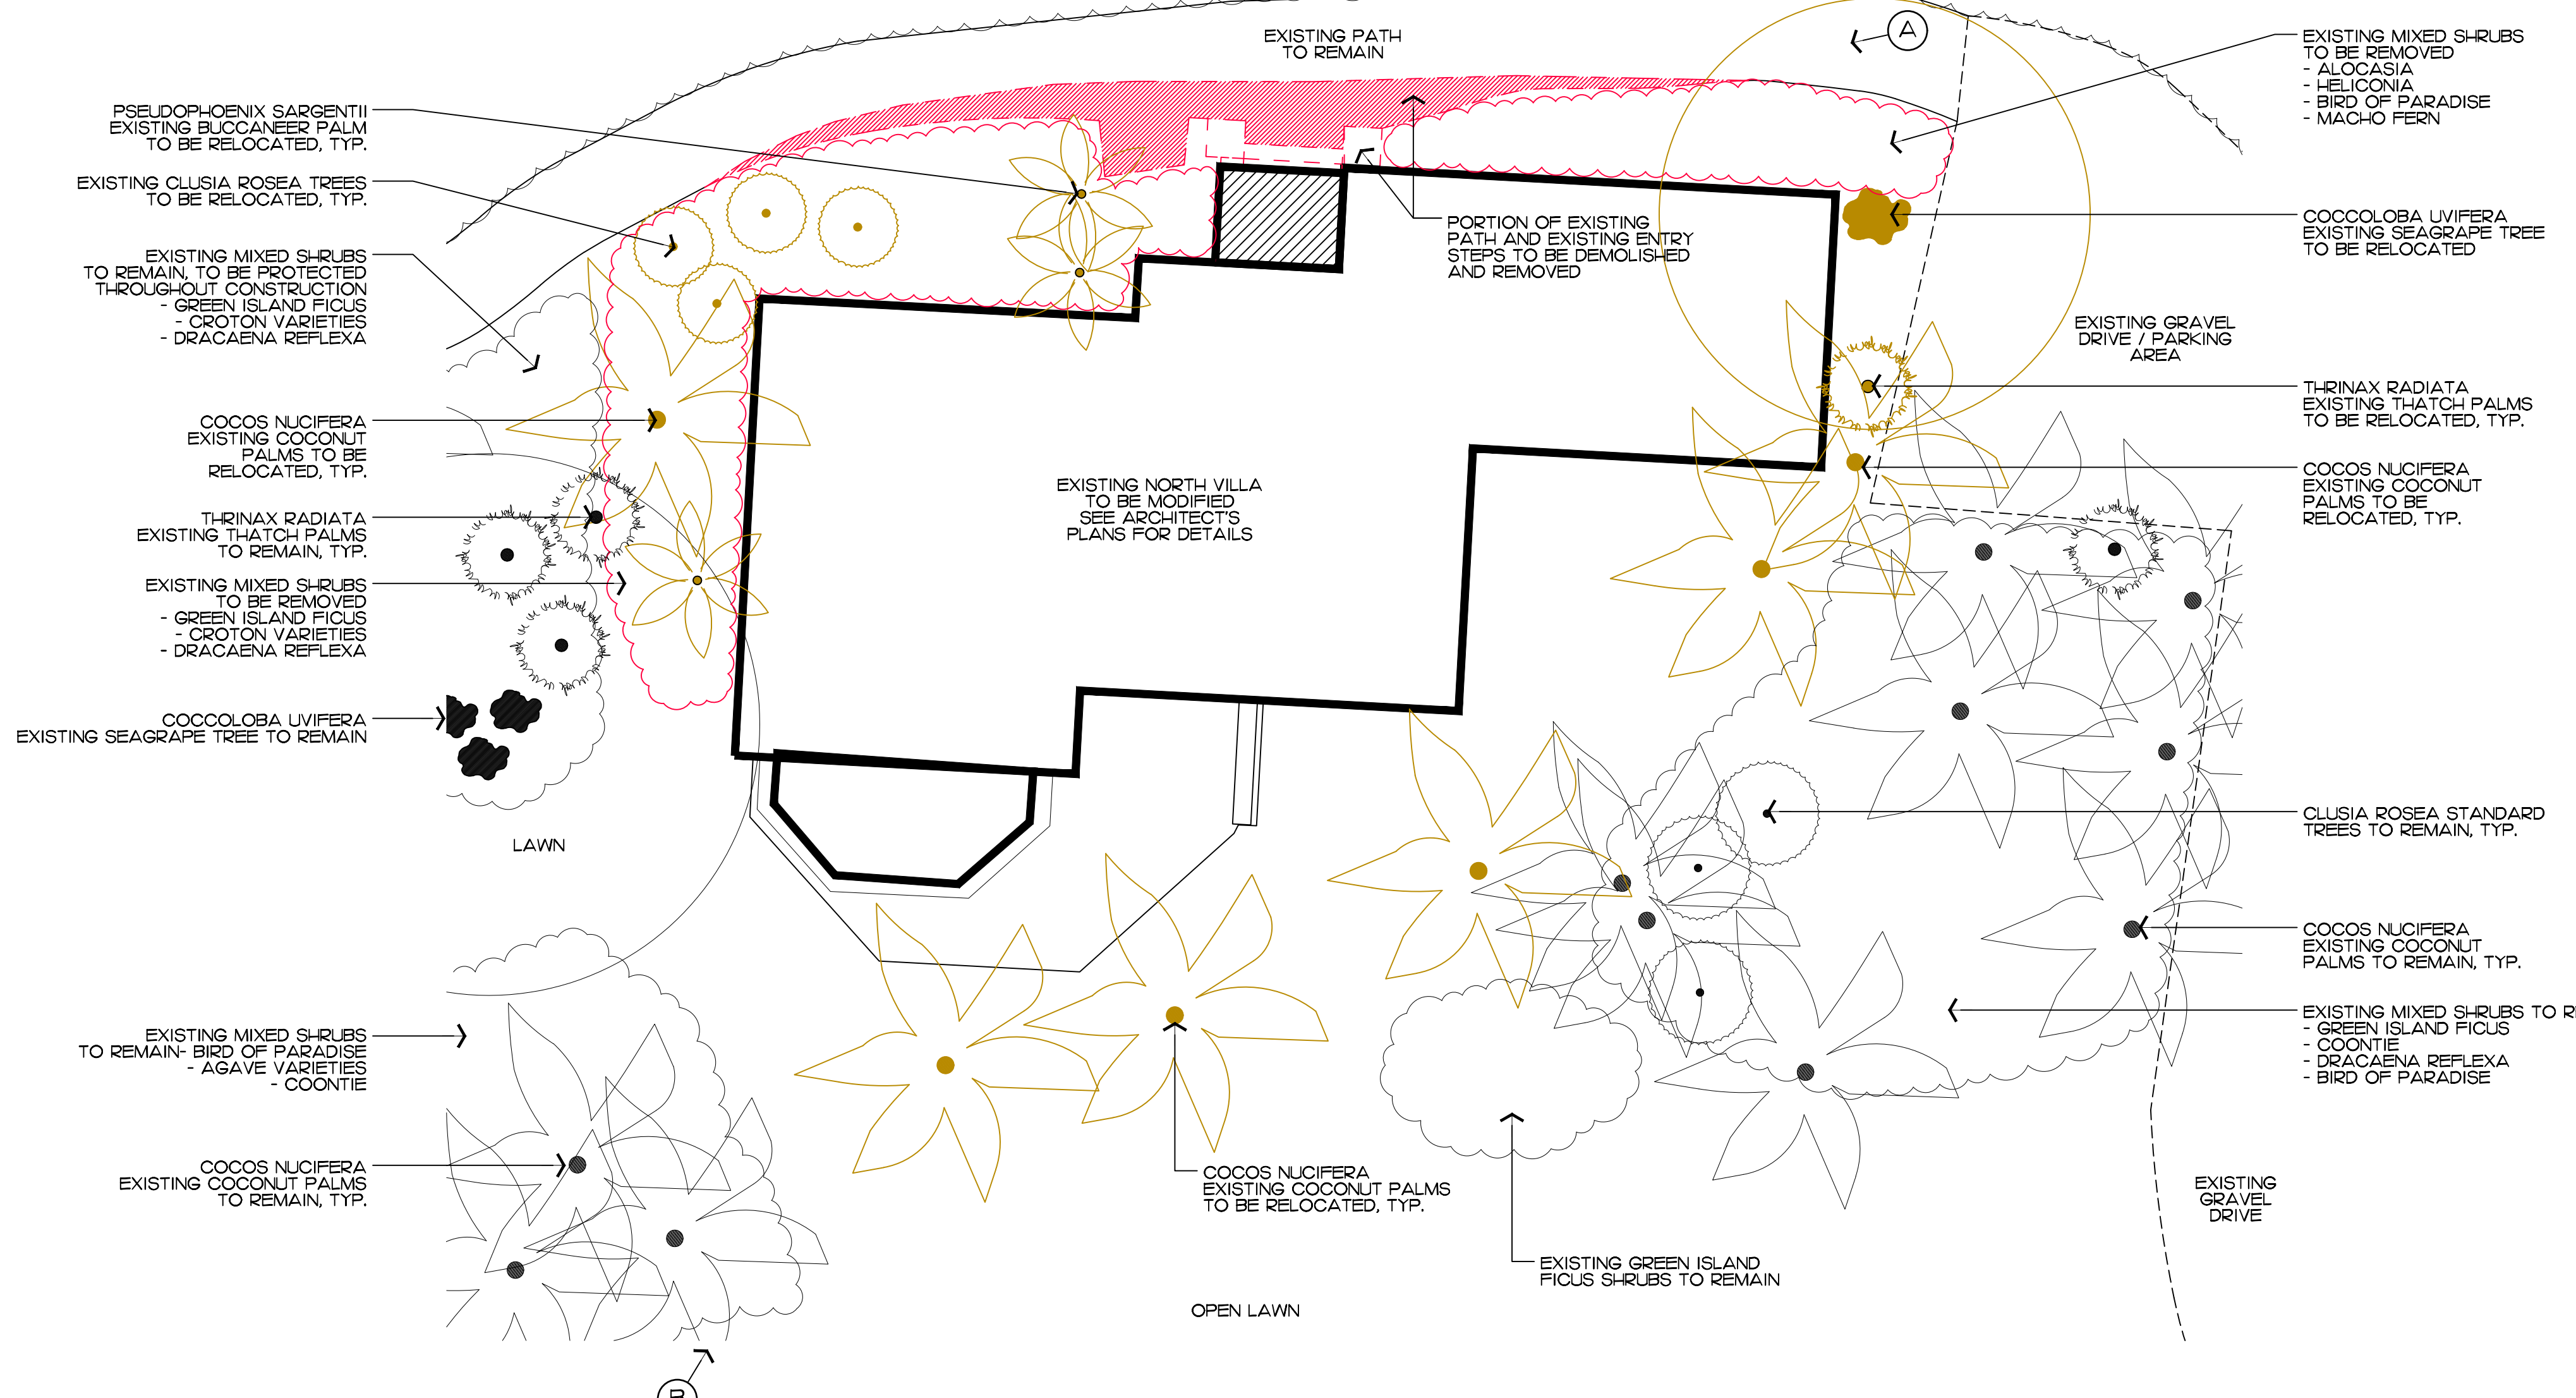 EXISTING PATH
TO REMAIN
A
PSEUDOPHOENIX SARGENTII
EXISTING BUCCANEER PALM
TO BE RELOCATED, TYP.
EXISTING CLUSIA ROSEA TREES
TO BE RELOCATED, TYP.
EXISTING MIXED SHRUBS
TO REMAIN, TO BE PROTECTED
THROUGHOUT CONSTRUCTION
- GREEN ISLAND FICUS
- CROTON VARIETIES
- DRACAENA REFLEXA
COCOS NUCIFERA
EXISTING COCONUT
PALMS TO BE
RELOCATED, TYP.
THRINAX RADIATA
EXISTING THATCH PALMS
TO REMAIN, TYP.
EXISTING MIXED SHRUBS
TO BE REMOVED
- GREEN ISLAND FICUS
- CROTON VARIETIES
- DRACAENA REFLEXA
COCCOLOBA UVIFERA
EXISTING SEAGRAPE TREE TO REMAIN
LAWN
EXISTING MIXED SHRUBS
TO REMAIN- BIRD OF PARADISE
- AGAVE VARIETIES
- COONTIE
COCOS NUCIFERA
EXISTING COCONUT PALMS
TO REMAIN, TYP.
PORTION OF EXISTING
PATH AND EXISTING ENTRY
STEPS TO BE DEMOLISHED
AND REMOVED
EXISTING NORTH VILLA
TO BE MODIFIED
SEE ARCHITECT'S
PLANS FOR DETAILS
COCOS NUCIFERA
EXISTING COCONUT PALMS
TO BE RELOCATED, TYP.
EXISTING GREEN ISLAND
FICUS SHRUBS TO REMAIN
OPEN LAWN
EXISTING MIXED SHRUBS
TO BE REMOVED
- ALOCASIA
- HELICONIA
- BIRD OF PARADISE
- MACHO FERN
COCCOLOBA UVIFERA
EXISTING SEAGRAPE TREE
TO BE RELOCATED
EXISTING GRAVEL
DRIVE / PARKING
AREA
THRINAX RADIATA
EXISTING THATCH PALMS
TO BE RELOCATED, TYP.
COCOS NUCIFERA
EXISTING COCONUT
PALMS TO BE
RELOCATED, TYP.
CLUSIA ROSEA STANDARD
TREES TO REMAIN, TYP.
COCOS NUCIFERA
EXISTING COCONUT
PALMS TO REMAIN, TYP.
EXISTING MIXED SHRUBS TO
- GREEN ISLAND FICUS
- COONTIE
- DRACAENA REFLEXA
- BIRD OF PARADISE
EXISTING
GRAVEL
DRIVE